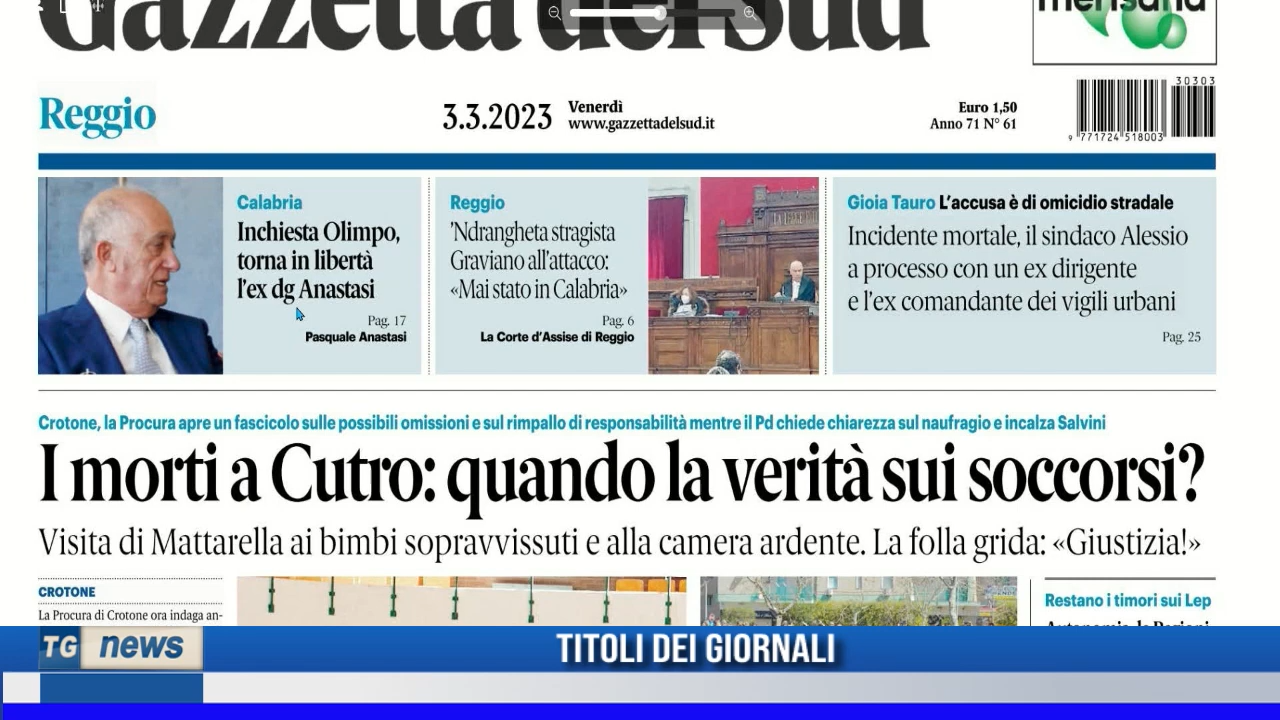 Gazzetta del Sud
Reggio
3.3.2023
Venerdì
www.gazzettadelsud.it
Euro 1,50
Anno 71 N° 61
30303
9 771724 518003
Calabria
Inchiesta Olimpo,
torna in libertà
l'ex dg Anastasi
Pag. 17
Pasquale Anastasi
Reggio
'Ndrangheta stragista
Graviano all'attacco:
«Mai stato in Calabria»
Pag. 6
La Corte d'Assise di Reggio
Gioia Tauro L'accusa è di omicidio stradale
Incidente mortale, il sindaco Alessio
a processo con un ex dirigente
e l'ex comandante dei vigili urbani
Pag. 25
Crotone, la Procura apre un fascicolo sulle possibili omissioni e sul rimpallo di responsabilità mentre il Pd chiede chiarezza sul naufragio e incalza Salvini
I morti a Cutro: quando la verità sui soccorsi?
Visita di Mattarella ai bimbi sopravvissuti e alla camera ardente. La folla grida: «Giustizia!»
CROTONE
La Procura di Crotone ora indaga an-
Restano i timori sui Lep
TG news
TITOLI DEI GIORNALI